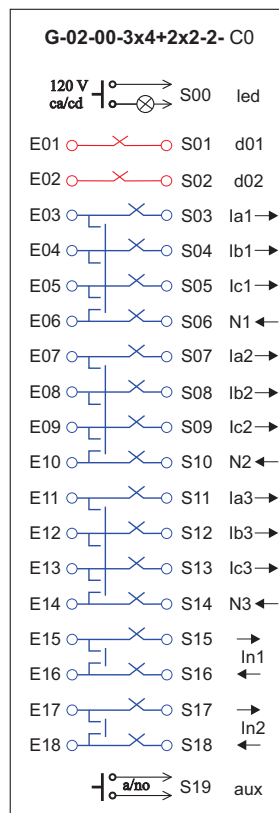 G-02-00-3x4+2x2-2- C0
120 V
ca/cd S00 led
E01 S01 d01
E02 S02 d02
E03 S03 Ia1
E04 S04 Ib1
E05 S05 Ic1
E06 S06 N1
E07 S07 Ia2
E08 S08 Ib2
E09 S09 Ic2
E10 S10 N2
E11 S11 Ia3
E12 S12 Ib3
E13 S13 Ic3
E14 S14 N3
E15 S15
In1
E16 S16
E17 S17
In2
E18 S18
a/no S19 aux